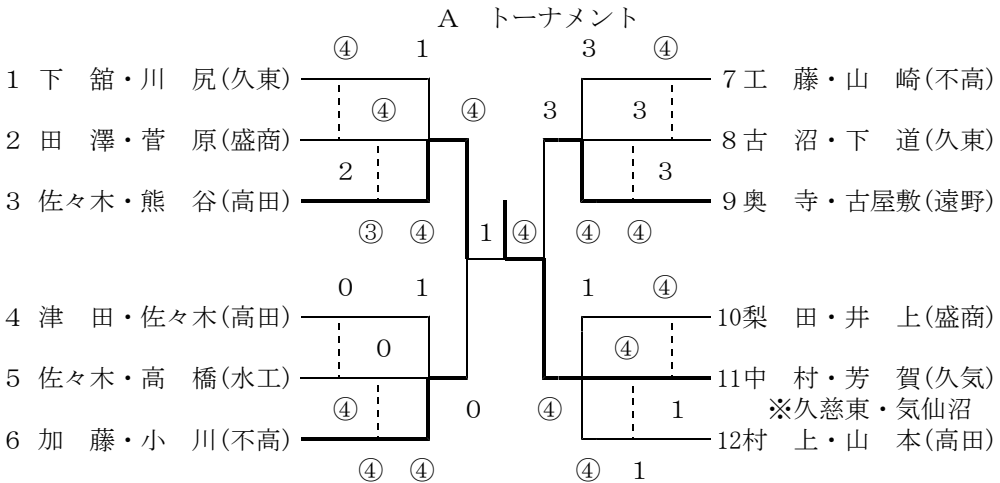 A　トーナメント
④　1　3　④
1 下　舘・川　尻(久東)　7工　藤・山　崎(不高)
④　④　3　3
2 田　澤・菅　原(盛商)　8古　沼・下　道(久東)
2　3
3 佐々木・熊　谷(高田)　9奥　寺・古屋敷(遠野)
③　④　1　④　④　④
0　1　1　④
4 津　田・佐々木(高田)　10梨　田・井　上(盛商)
0　④
5 佐々木・高　橋(水工)　11中　村・芳　賀(久気)
④　0　④　1　※久慈東・気仙沼
6 加　藤・小　川(不高)　12村　上・山　本(高田)
④　④　④　1